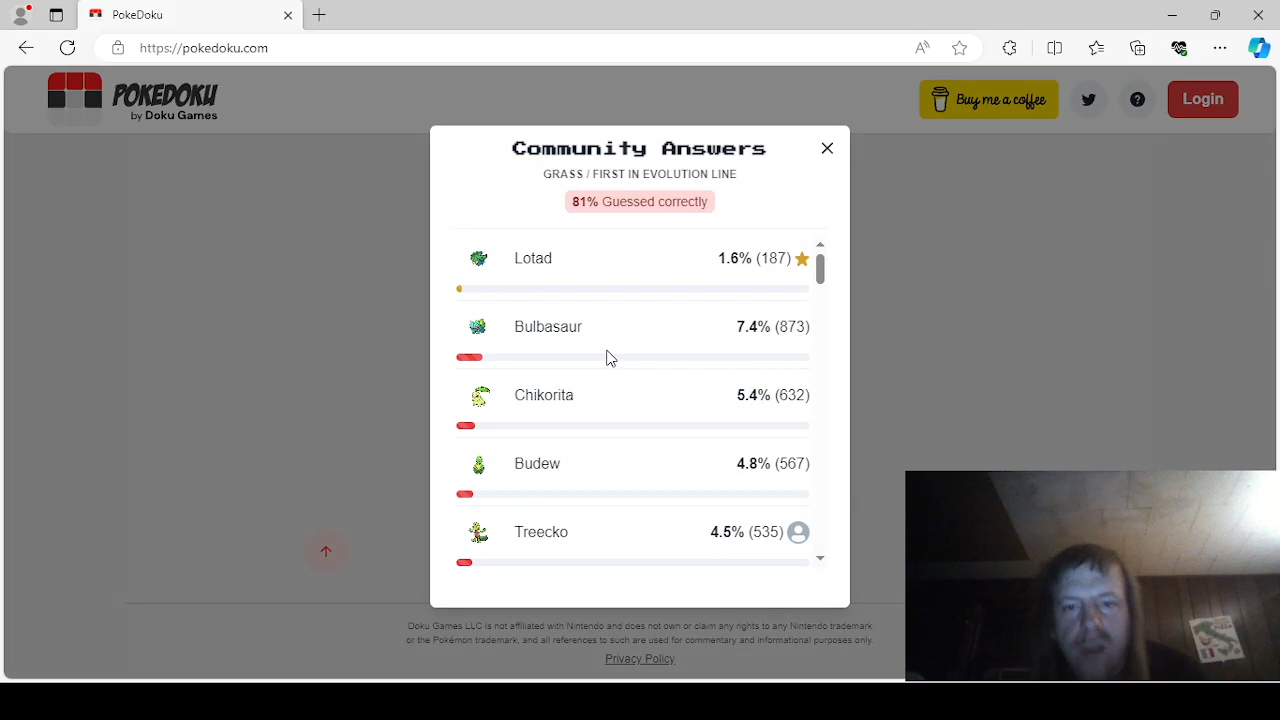 PokeDoku
https://pokedoku.com
POKEDOKU
by Doku Games
Buy me a coffee
Login
Community Answers
GRASS / FIRST IN EVOLUTION LINE
81% Guessed correctly
Lotad 1.6% (187)
Bulbasaur 7.4% (873)
Chikorita 5.4% (632)
Budew 4.8% (567)
Treecko 4.5% (535)
Doku Games LLC is not affiliated with Nintendo and does not own or claim any rights to any Nintendo trademark
or the Pokémon trademark, and all references to such are used for commentary and informational purposes only.
Privacy Policy